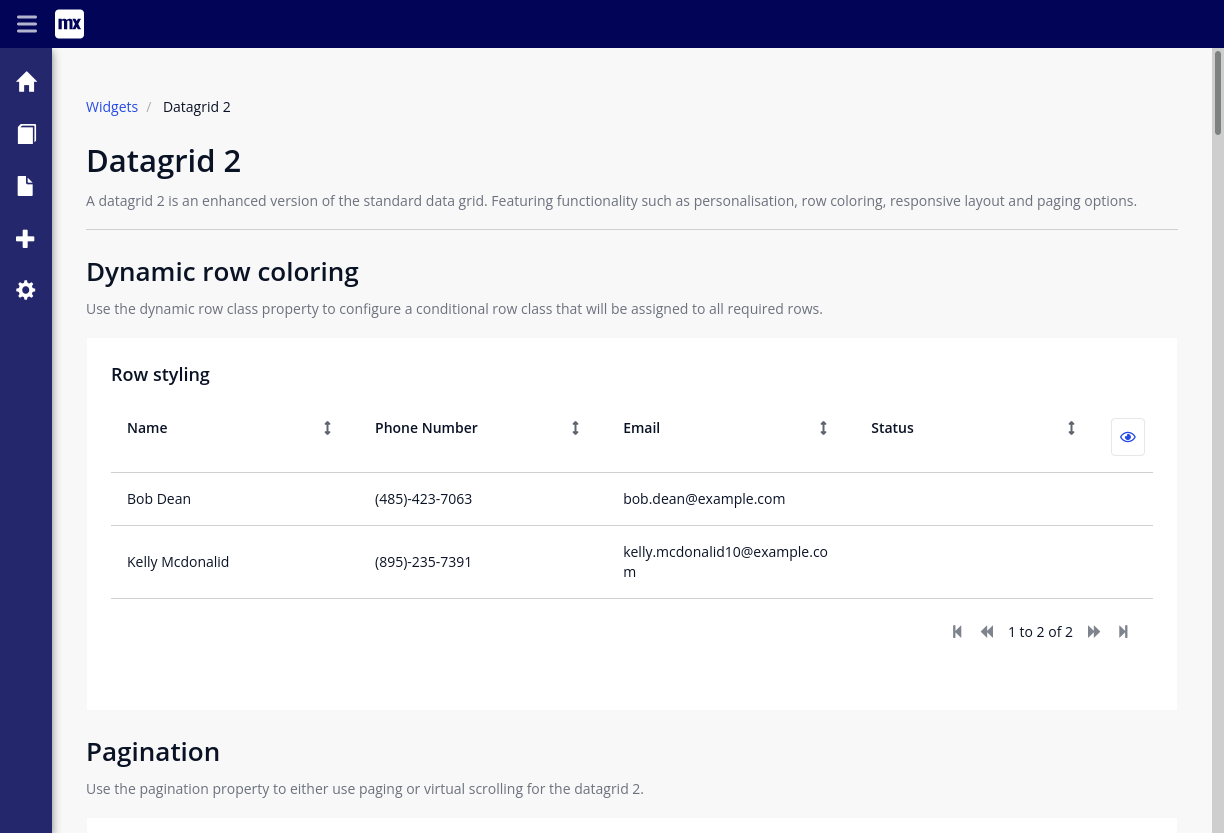 mx
Widgets / Datagrid 2
Datagrid 2
A datagrid 2 is an enhanced version of the standard data grid. Featuring functionality such as personalisation, row coloring, responsive layout and paging options.
Dynamic row coloring
Use the dynamic row class property to configure a conditional row class that will be assigned to all required rows.
Row styling
Name Phone Number Email Status
Bob Dean (485)-423-7063 bob.dean@example.com
Kelly Mcdonalid (895)-235-7391 kelly.mcdonalid10@example.co
m
1 to 2 of 2
Pagination
Use the pagination property to either use paging or virtual scrolling for the datagrid 2.